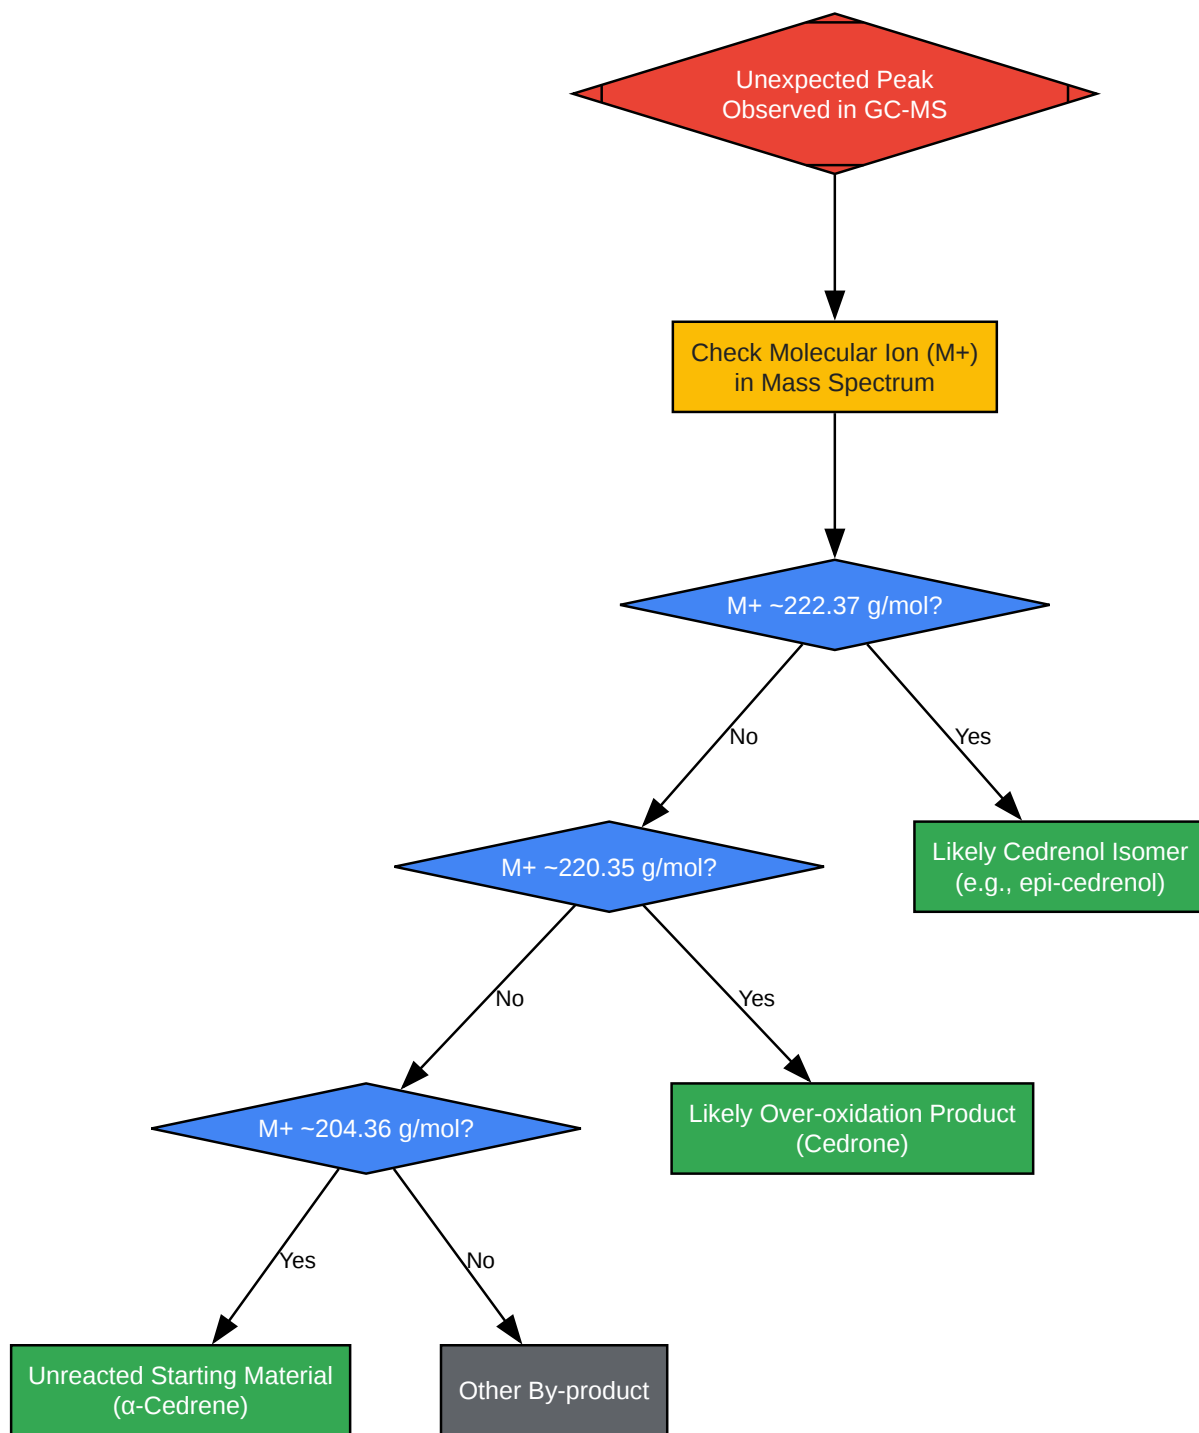 Unexpected Peak
Observed in GC-MS
Check Molecular Ion (M+)
in Mass Spectrum
M+ ~222.37 g/mol?
No
Yes
M+ ~220.35 g/mol?
Likely Cedrenol Isomer
(e.g., epi-cedrenol)
No
Yes
M+ ~204.36 g/mol?
Likely Over-oxidation Product
(Cedrone)
Yes
No
Unreacted Starting Material
(α-Cedrene)
Other By-product